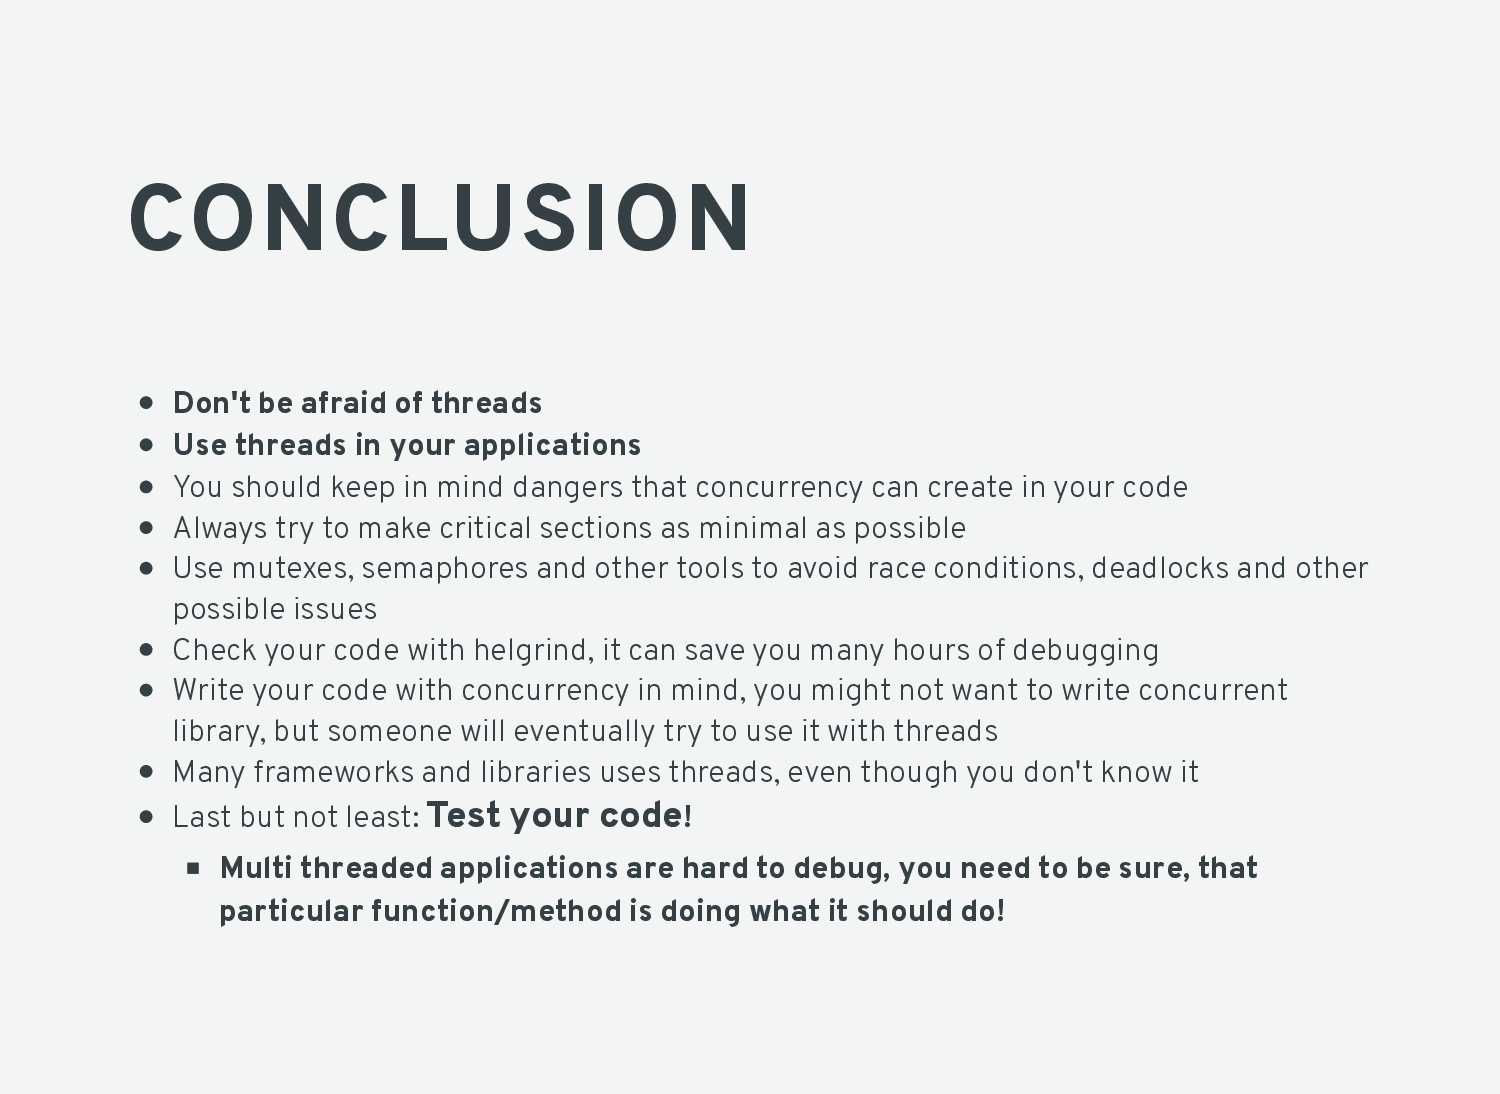 CONCLUSION
Don't be afraid of threads
Use threads in your applications
You should keep in mind dangers that concurrency can create in your code
Always try to make critical sections as minimal as possible
Use mutexes, semaphores and other tools to avoid race conditions, deadlocks and other
possible issues
Check your code with helgrind, it can save you many hours of debugging
Write your code with concurrency in mind, you might not want to write concurrent
library, but someone will eventually try to use it with threads
Many frameworks and libraries uses threads, even though you don't know it
Last but not least: Test your code!
Multi threaded applications are hard to debug, you need to be sure, that
particular function/method is doing what it should do!